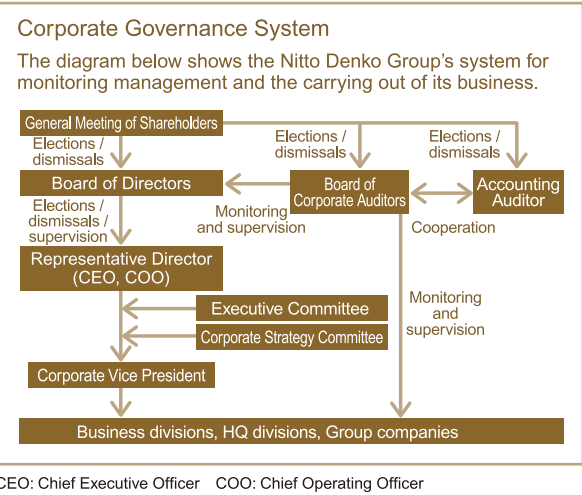 Corporate Governance System
The diagram below shows the Nitto Denko Group's system for
monitoring management and the carrying out of its business.
General Meeting of Shareholders
Elections /
dismissals
Elections /
dismissals
Elections /
dismissals
Board of Directors
Board of
Corporate Auditors
Accounting
Auditor
Elections /
dismissals /
supervision
Monitoring
and supervision
Cooperation
Representative Director
(CEO, COO)
Executive Committee
Monitoring
and
supervision
Corporate Strategy Committee
Corporate Vice President
Business divisions, HQ divisions, Group companies
CEO: Chief Executive Officer COO: Chief Operating Officer